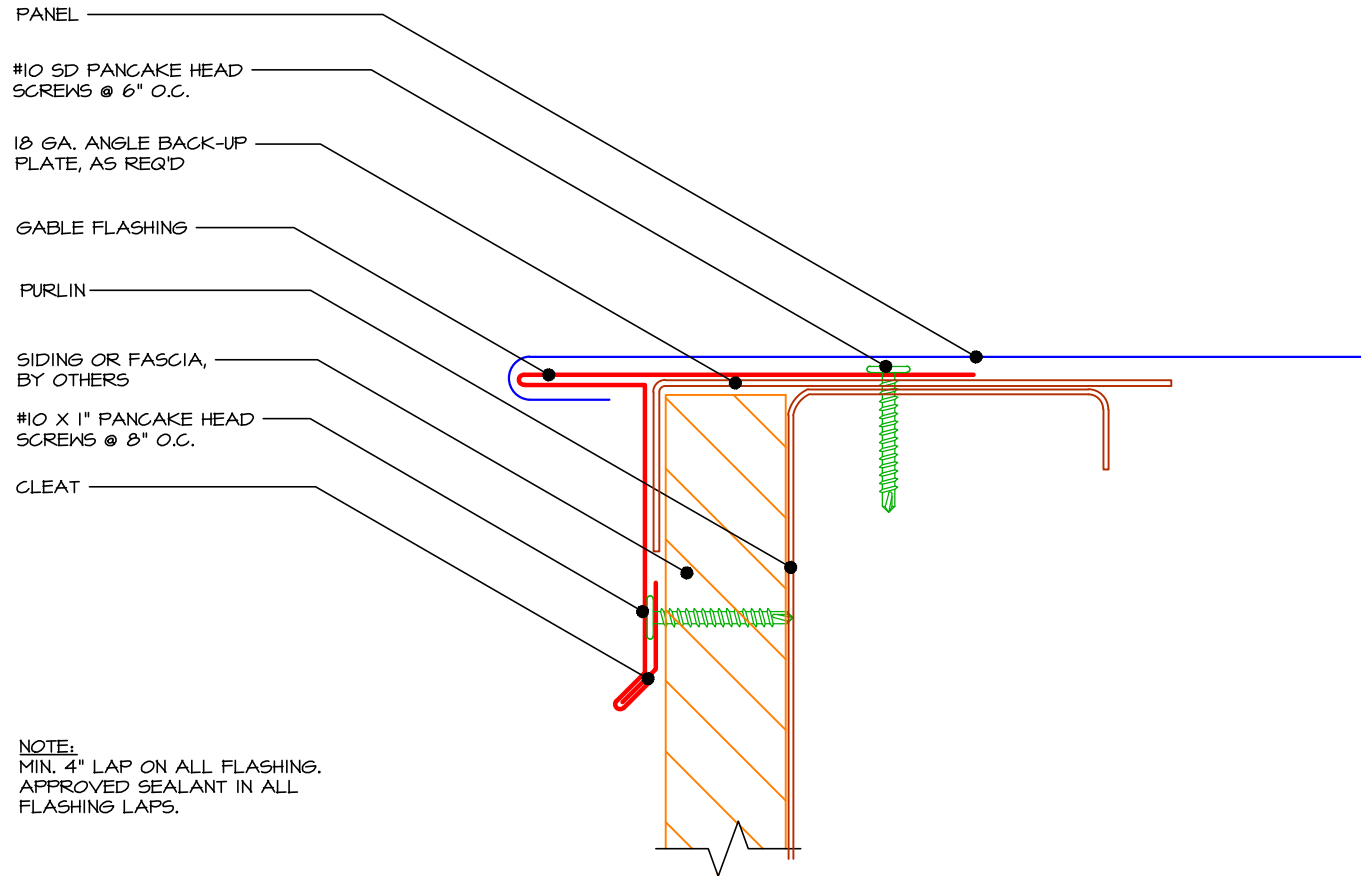 PANEL
#10 SD PANCAKE HEAD
SCREWS @ 6" O.C.
18 GA. ANGLE BACK-UP
PLATE, AS REQ'D
GABLE FLASHING
PURLIN
SIDING OR FASCIA,
BY OTHERS
#10 X 1" PANCAKE HEAD
SCREWS @ 8" O.C.
CLEAT
NOTE:
MIN. 4" LAP ON ALL FLASHING.
APPROVED SEALANT IN ALL
FLASHING LAPS.